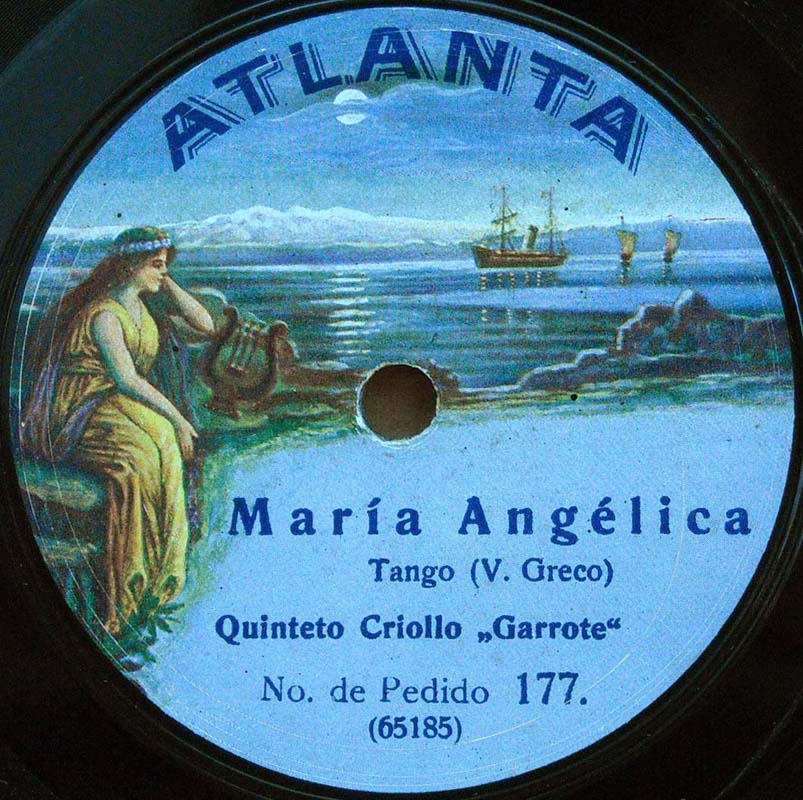 ATLANTA
María Angélica
Tango (V. Greco)
Quinteto Criollo „Garrote“
No. de Pedido 177.
(65185)